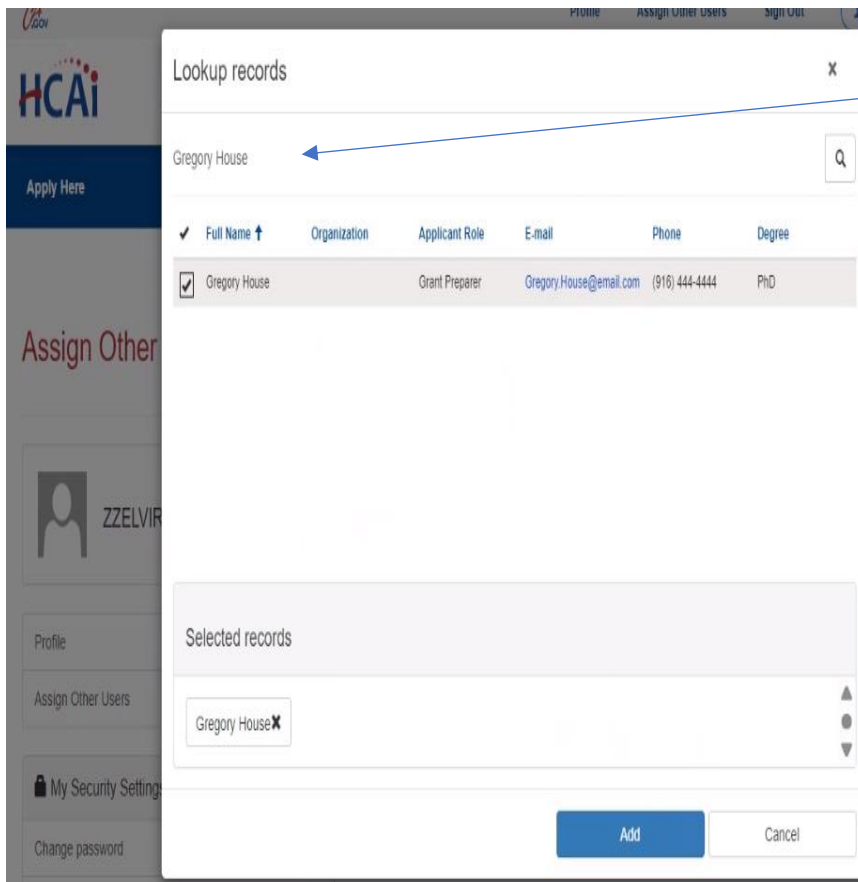 Profile Assign Other Users Sign Out
HCAi
Lookup records
Gregory House
Apply Here
Full Name Organization Applicant Role E-mail Phone Degree
Gregory House Grant Preparer Gregory.House@email.com (916) 444-4444 PhD
Assign Other
ZZELVIR
Profile
Assign Other Users
Selected records
Gregory House
My Security Settings
Change password
Add Cancel